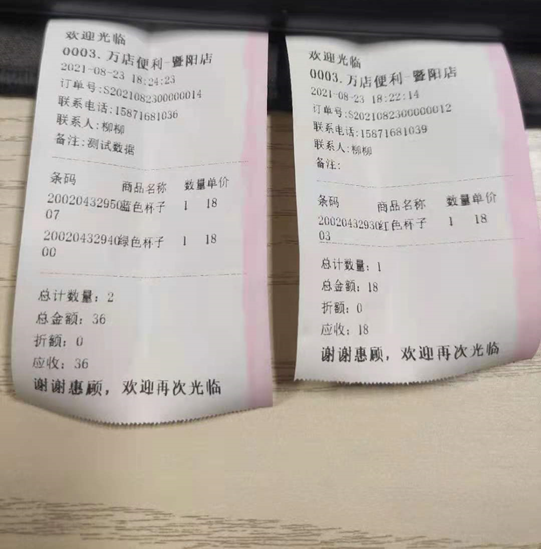 欢迎光临
0003.万店便利-暨阳店
2021-08-23 18:24:23
订单号:S2021082300000014
联系电话:15871681036
联系人:柳柳
备注:测试数据
条码 商品名称 数量单价
20020432950蓝色杯子 1 18
07
20020432940绿色杯子 1 18
00
总计数量: 2
总金额: 36
折额: 0
应收: 36
谢谢惠顾，欢迎再次光临
欢迎光临
0003.万店便利-暨阳店
2021-08-23 18:22:14
订单号:S2021082300000012
联系电话:15871681039
联系人:柳柳
备注:
条码 商品名称 数量单价
20020432930红色杯子 1 18
03
总计数量: 1
总金额: 18
折额: 0
应收: 18
谢谢惠顾，欢迎再次光临